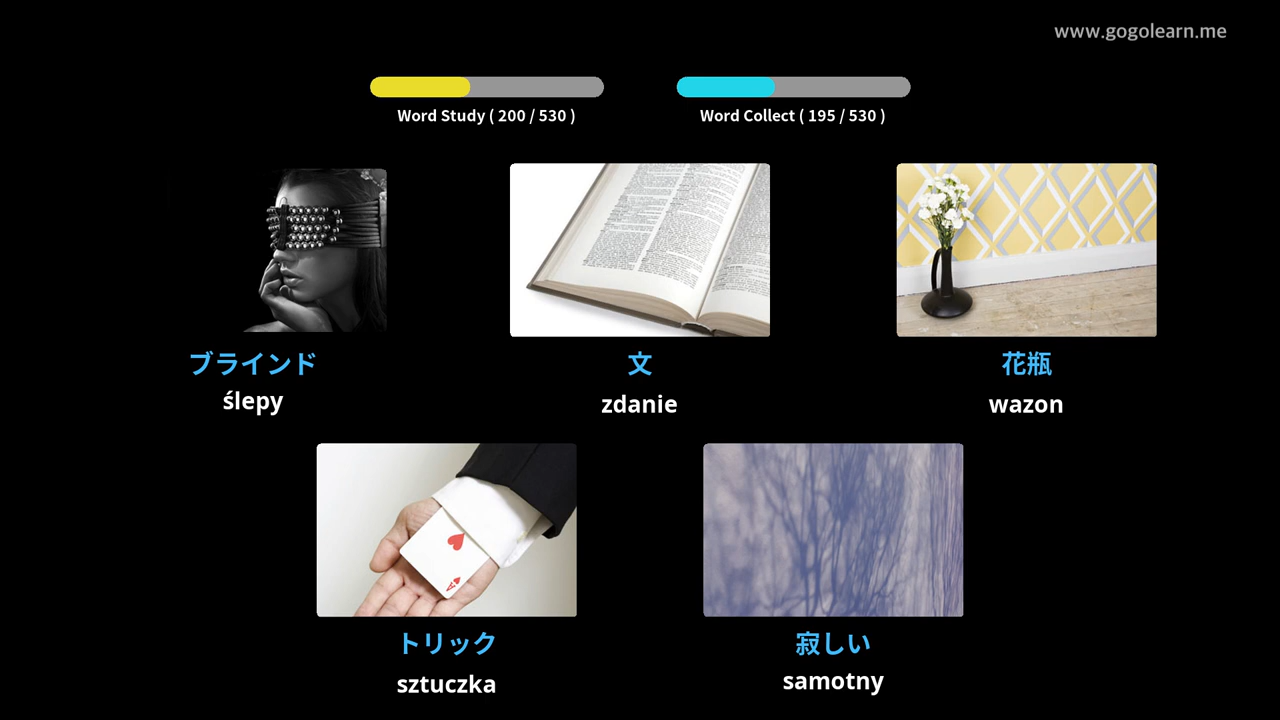 www.gogolearn.me
Word Study ( 200 / 530 )
Word Collect ( 195 / 530 )
ブラインド
ślepy
文
zdanie
花瓶
wazon
トリック
sztuczka
寂しい
samotny